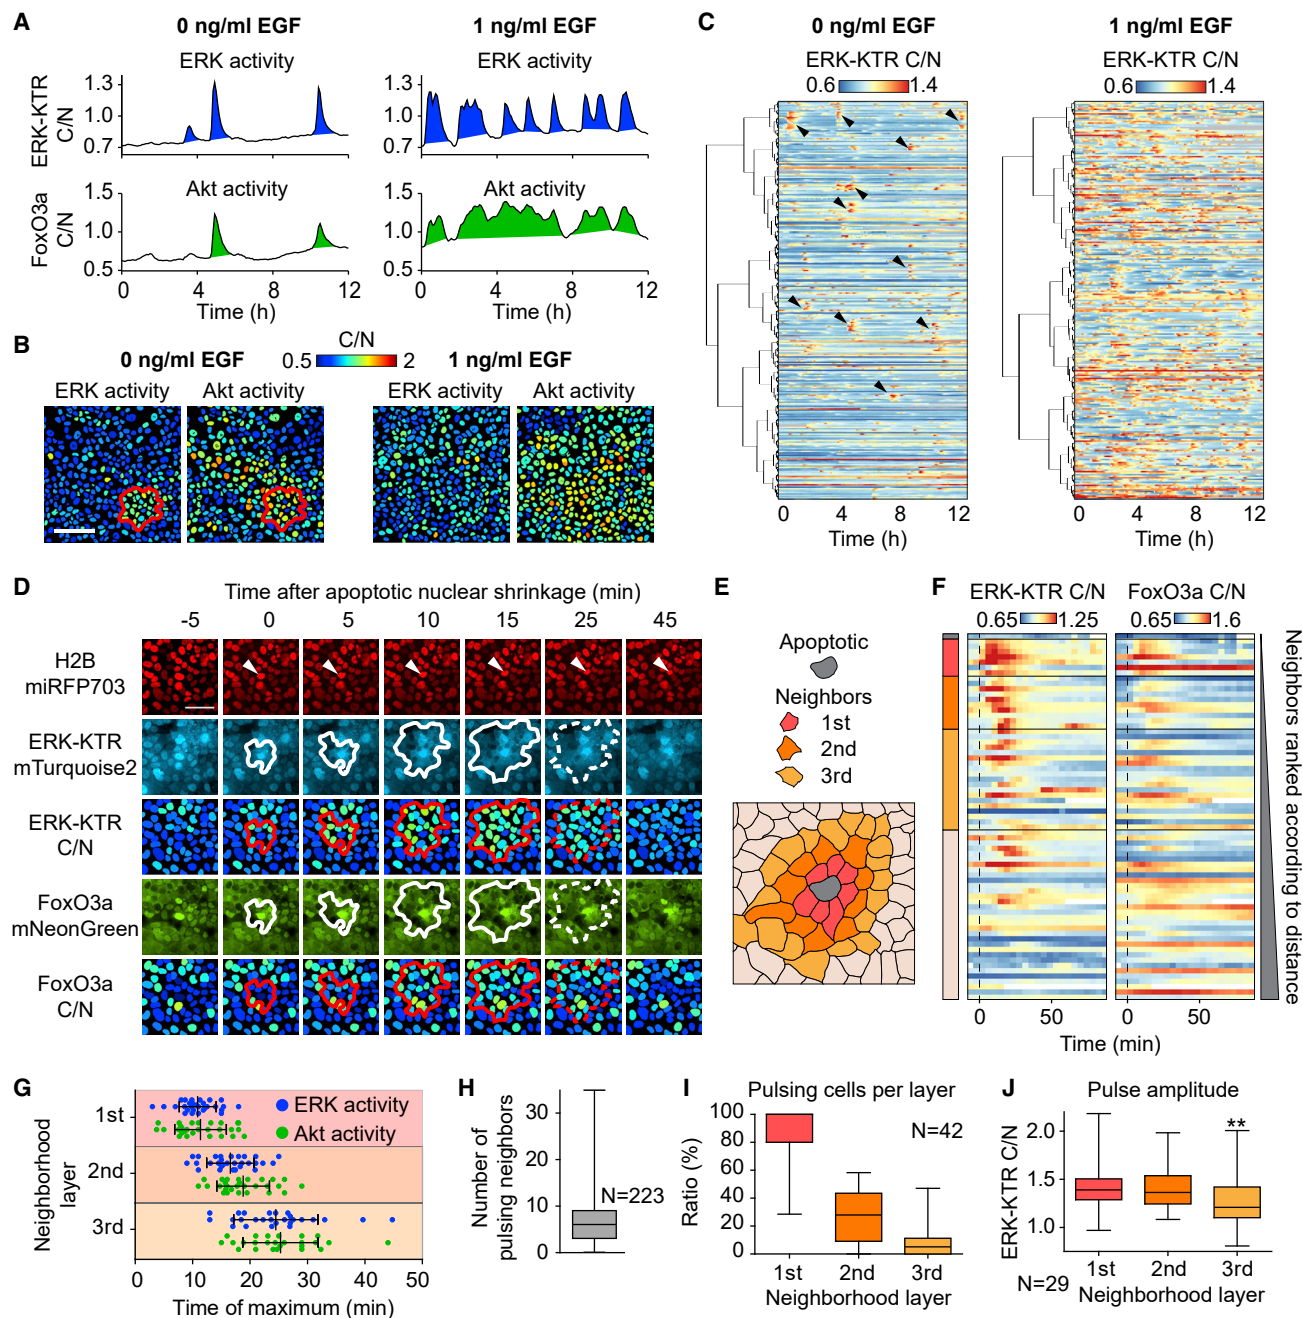 A
0 ng/ml EGF
1 ng/ml EGF
ERK activity
ERK activity
ERK-KTR
C/N
1.3
1.0
0.7
1.3
1.0
0.7
Akt activity
Akt activity
FoxO3a
C/N
1.5
1.0
0.5
1.5
1.0
0.5
0 4 8 12
0 4 8 12
Time (h)
Time (h)
B
0 ng/ml EGF
C/N
0.5 2
1 ng/ml EGF
ERK activity
Akt activity
ERK activity
Akt activity
C
0 ng/ml EGF
1 ng/ml EGF
ERK-KTR C/N
0.6 1.4
ERK-KTR C/N
0.6 1.4
0 4 8 12
0 4 8 12
Time (h)
Time (h)
D
Time after apoptotic nuclear shrinkage (min)
-5 0 5 10 15 25 45
H2B
miRFP703
ERK-KTR
mTurquoise2
ERK-KTR
C/N
FoxO3a
mNeonGreen
FoxO3a
C/N
E
Apoptotic
Neighbors
1st
2nd
3rd
F
ERK-KTR C/N
0.65 1.25
FoxO3a C/N
0.65 1.6
Neighbors ranked according to distance
0 50
0 50
Time (min)
G
Neighborhood
layer
1st
2nd
3rd
ERK activity
Akt activity
0 10 20 30 40 50
Time of maximum (min)
H
Number of
pulsing neighbors
30
20
10
0
N=223
I
Pulsing cells per layer
Ratio (%)
100
80
60
40
20
0
N=42
1st 2nd 3rd
Neighborhood layer
J
Pulse amplitude
ERK-KTR C/N
2.0
1.5
1.0
**
1st 2nd 3rd
N=29
Neighborhood layer